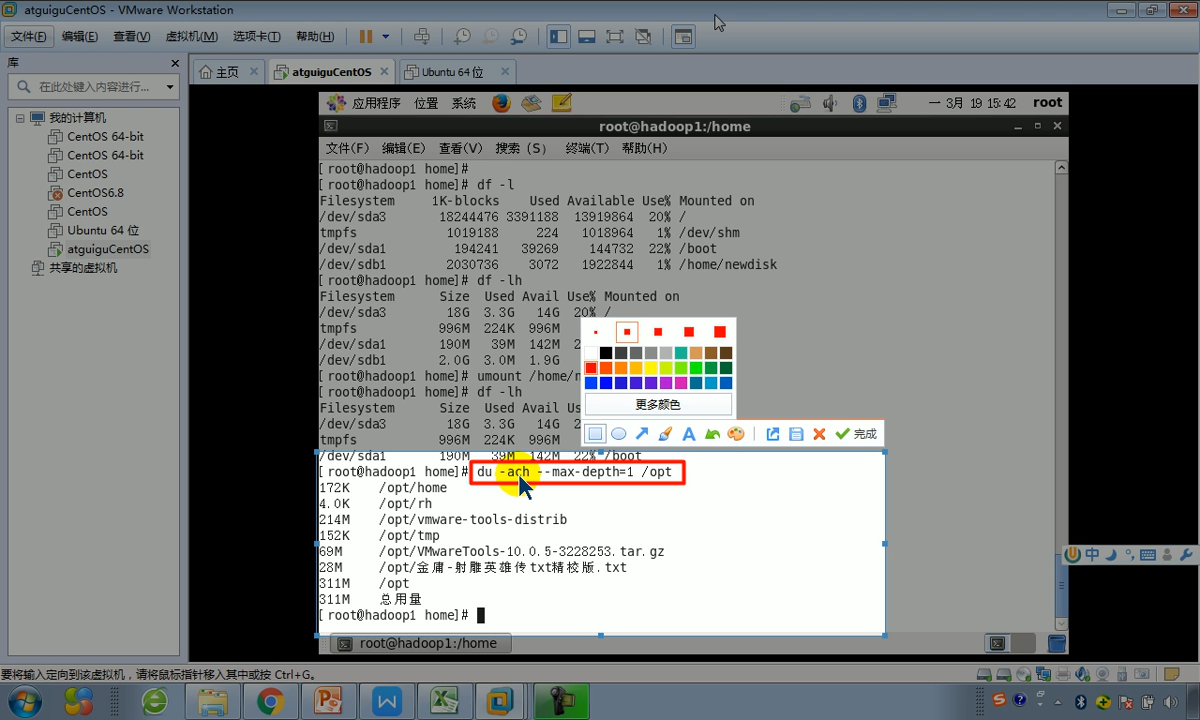 atguiguCentOS - VMware Workstation
文件(F) 编辑(E) 查看(V) 虚拟机(M) 选项卡(T) 帮助(H)
库
在此处键入内容进行...
我的计算机
CentOS 64-bit
CentOS 64-bit
CentOS
CentOS6.8
CentOS
Ubuntu 64 位
atguiguCentOS
共享的虚拟机
主页 atguiguCentOS Ubuntu 64 位
应用程序 位置 系统 一 3月 19 15:42 root
root@hadoop1:/home
文件(F) 编辑(E) 查看(V) 搜索 (S) 终端(T) 帮助(H)
[root@hadoop1 home]#
[root@hadoop1 home]# df -l
Filesystem 1K-blocks Used Available Use% Mounted on
/dev/sda3 18244476 3391188 13919864 20% /
tmpfs 1019188 224 1018964 1% /dev/shm
/dev/sda1 194241 39269 144732 22% /boot
/dev/sdb1 2030736 3072 1922844 1% /home/newdisk
[root@hadoop1 home]# df -lh
Filesystem Size Used Avail Use% Mounted on
/dev/sda3 18G 3.3G 14G 20% /
tmpfs 996M 224K 996M
/dev/sda1 190M 39M 142M 2
/dev/sdb1 2.0G 3.0M 1.9G
[root@hadoop1 home]# umount /home/n
[root@hadoop1 home]# df -lh
Filesystem Size Used Avail Use
/dev/sda3 18G 3.3G 14G 2
tmpfs 996M 224K 996M
/dev/sda1 190M 39M 142M 22% /boot
更多颜色
A 完成
[root@hadoop1 home]# du -ach --max-depth=1 /opt
172K /opt/home
4.0K /opt/rh
214M /opt/vmware-tools-distrib
152K /opt/tmp
69M /opt/VMwareTools-10.0.5-3228253.tar.gz
28M /opt/金庸-射雕英雄传txt精校版.txt
311M /opt
311M 总用量
[root@hadoop1 home]#
root@hadoop1:/home
中
要将输入定向到该虚拟机，请将鼠标指针移入其中或按 Ctrl+G。